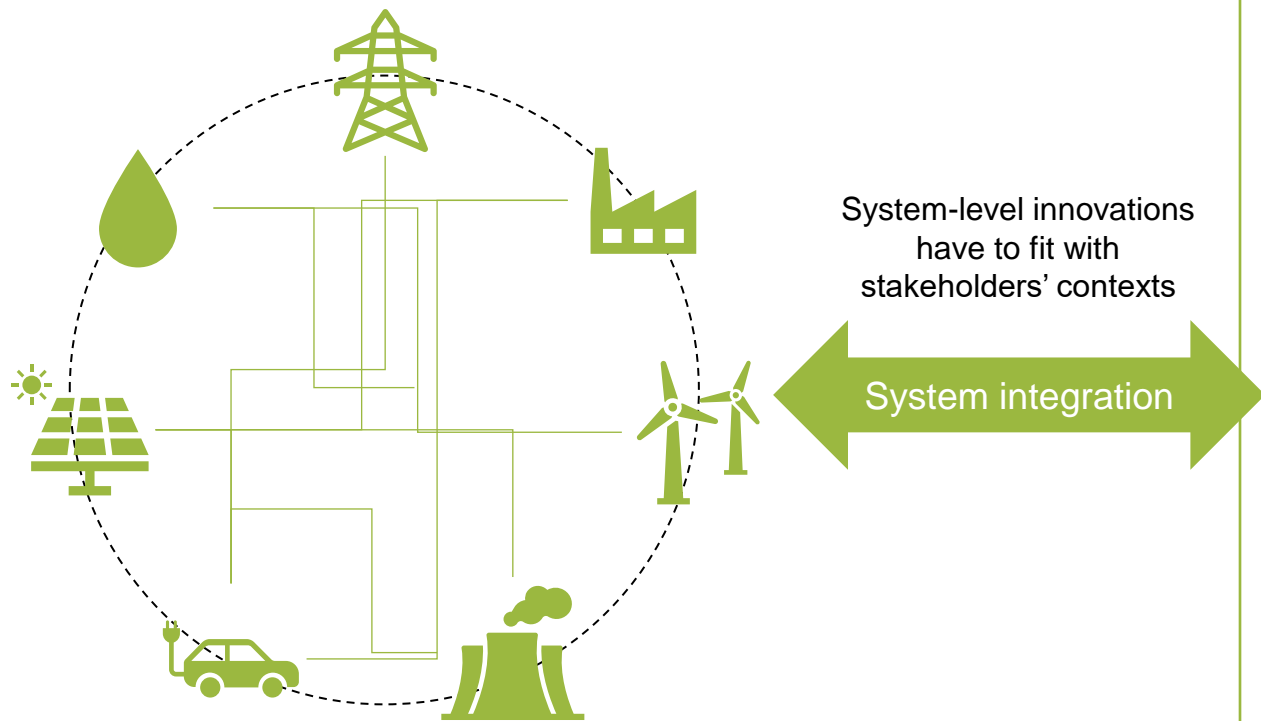 System-level innovations
have to fit with
stakeholders’ contexts
System integration